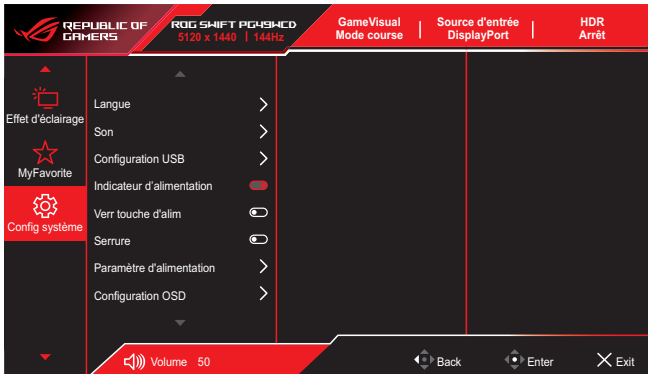 REPUBLIC OF
GAMERS
ROG SWIFT PG49WCD
5120 x 1440 | 144Hz
GameVisual
Mode course
Source d'entrée
DisplayPort
HDR
Arrêt
Effet d'éclairage
MyFavorite
Config système
Langue
Son
Configuration USB
Indicateur d'alimentation
Verr touche d'alim
Serrure
Paramètre d'alimentation
Configuration OSD
Volume 50
Back
Enter
Exit